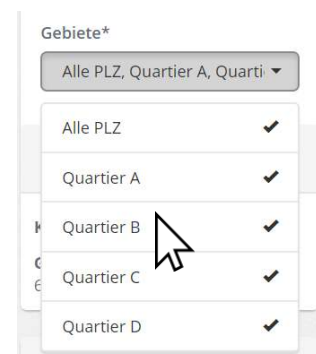 Gebiete*
Alle PLZ, Quartier A, Quarti
Alle PLZ
Quartier A
Quartier B
Quartier C
Quartier D